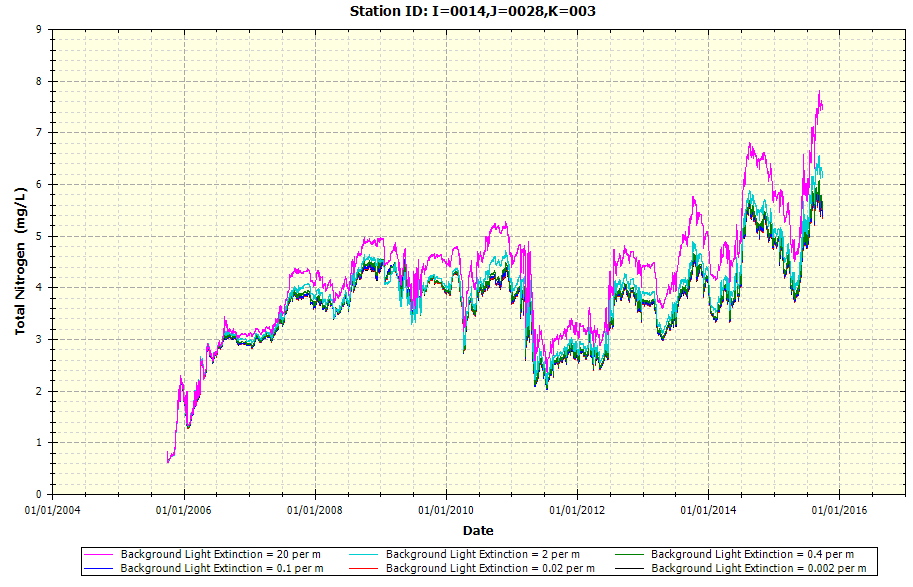 Station ID: I=0014,J=0028,K=003
9
8
7
6
5
4
3
2
1
0
Total Nitrogen (mg/L)
01/01/2004 01/01/2006 01/01/2008 01/01/2010 01/01/2012 01/01/2014 01/01/2016
Date
Background Light Extinction = 20 per m Background Light Extinction = 2 per m Background Light Extinction = 0.4 per m
Background Light Extinction = 0.1 per m Background Light Extinction = 0.02 per m Background Light Extinction = 0.002 per m